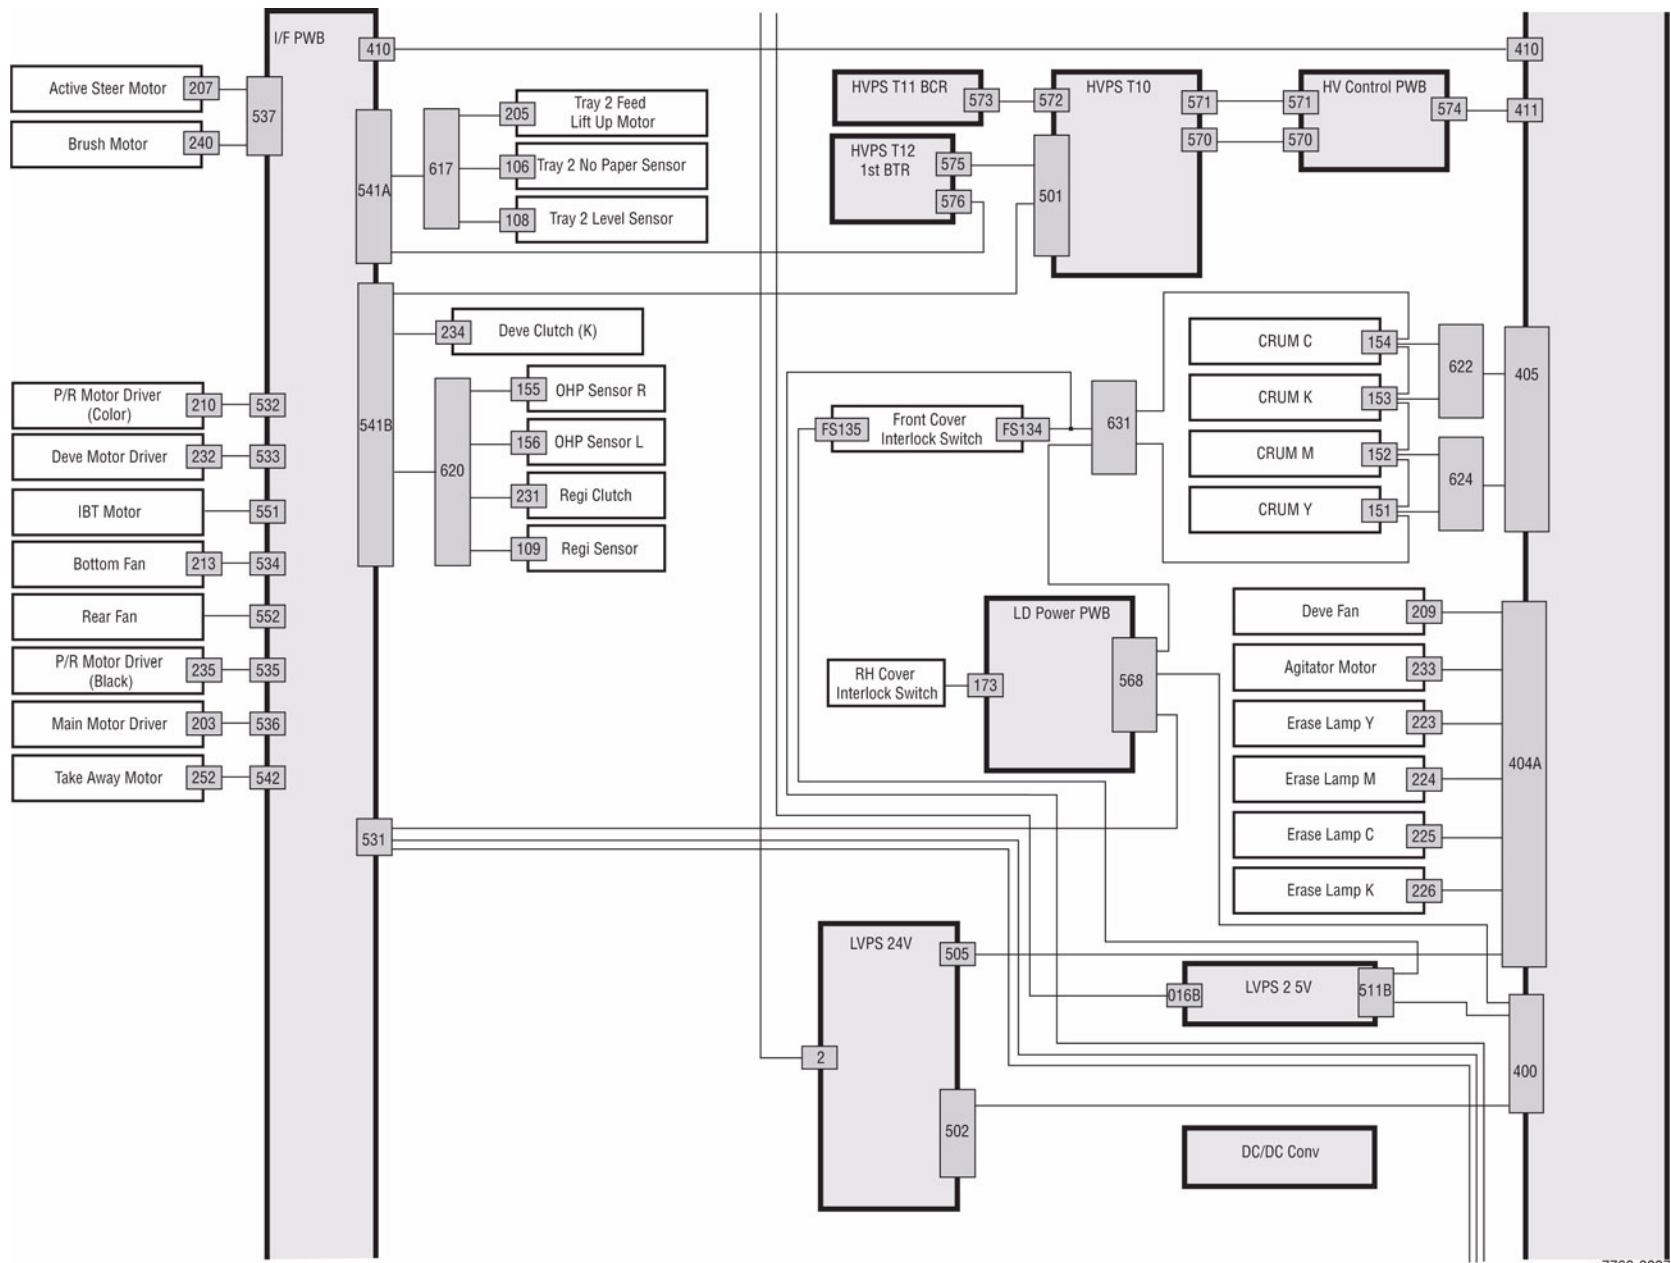 I/F PWB
410
410
Active Steer Motor
207
537
Brush Motor
240
541A
617
205
Tray 2 Feed
Lift Up Motor
106
Tray 2 No Paper Sensor
108
Tray 2 Level Sensor
HVPS T11 BCR
573
572
HVPS T10
571
571
HV Control PWB
574
411
570
570
HVPS T12
1st BTR
575
576
501
541B
234
Deve Clutch (K)
620
155
OHP Sensor R
156
OHP Sensor L
231
Regi Clutch
109
Regi Sensor
P/R Motor Driver
(Color)
210
532
Deve Motor Driver
232
533
IBT Motor
551
Bottom Fan
213
534
Rear Fan
552
P/R Motor Driver
(Black)
235
535
Main Motor Driver
203
536
Take Away Motor
252
542
531
FS135
Front Cover
Interlock Switch
FS134
631
CRUM C
154
622
405
CRUM K
153
CRUM M
152
624
CRUM Y
151
LD Power PWB
568
RH Cover
Interlock Switch
173
Deve Fan
209
Agitator Motor
233
Erase Lamp Y
223
404A
Erase Lamp M
224
Erase Lamp C
225
Erase Lamp K
226
LVPS 24V
505
2
502
016B
LVPS 2 5V
511B
400
DC/DC Conv